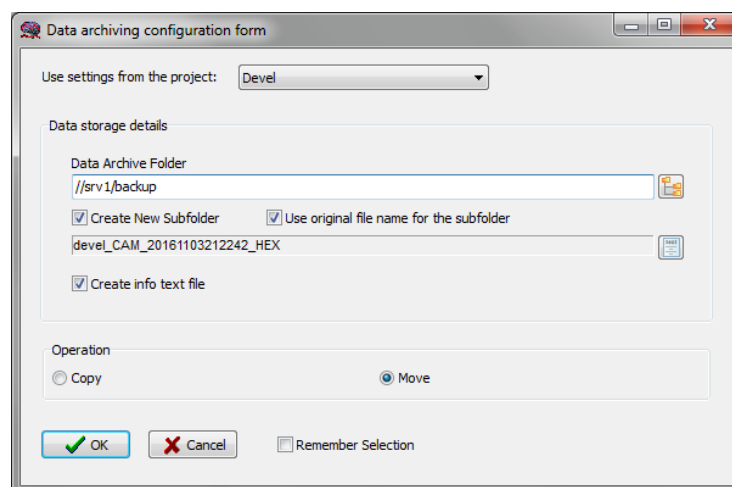 Data archiving configuration form
Use settings from the project: Devel
Data storage details
Data Archive Folder
//srv1/backup
Create New Subfolder Use original file name for the subfolder
devel_CAM_20161103212242_HEX
Create info text file
Operation
Copy Move
OK Cancel Remember Selection